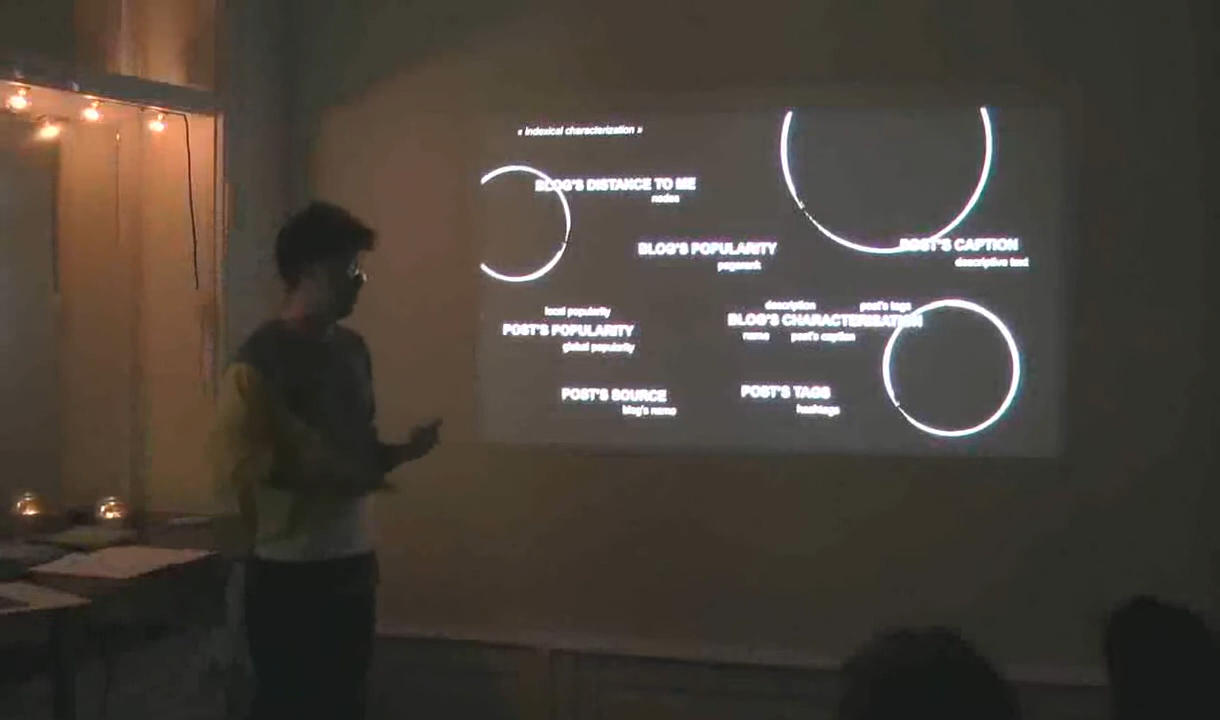 « Indexical characterization »
BLOG'S DISTANCE TO ME
nodes
BLOG'S POPULARITY
pagerank
POST'S CAPTION
descriptive text
local popularity
POST'S POPULARITY
global popularity
description post's tags
BLOG'S CHARACTERISATION
name post's caption
POST'S SOURCE
blog's name
POST'S TAGS
hashtags